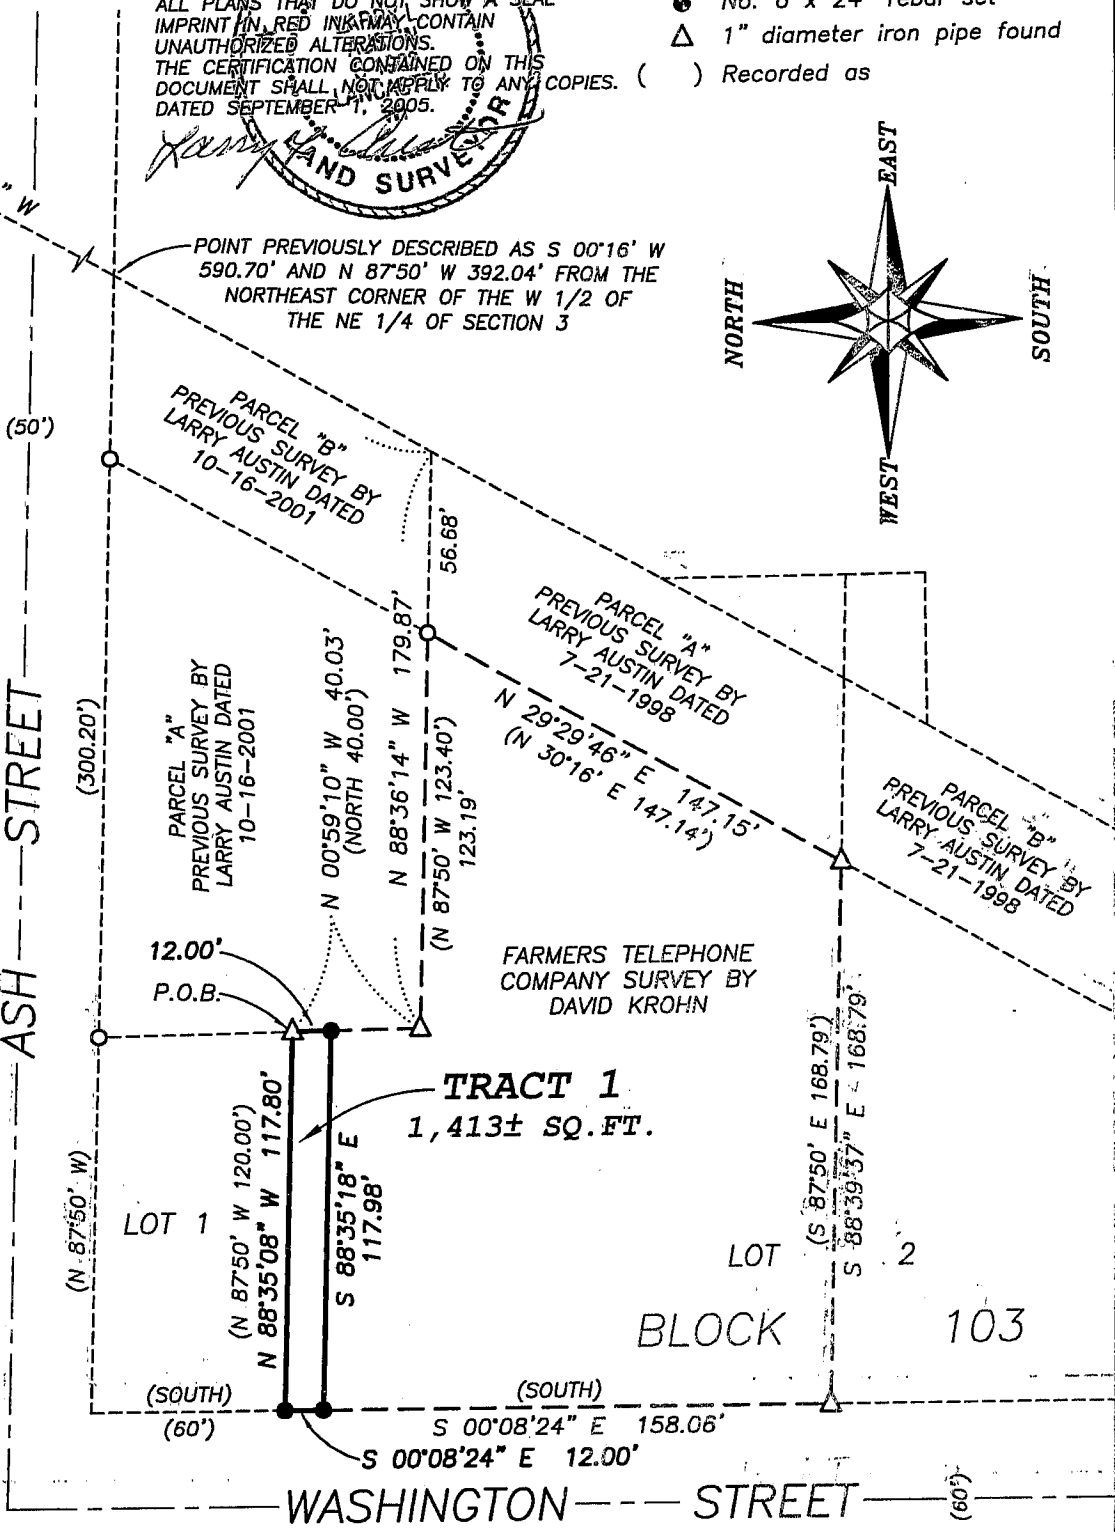 ALL PLANS THAT DO NOT SHOW A SEAL
IMPRINT IN RED INK MAY CONTAIN
UNAUTHORIZED ALTERATIONS.
THE CERTIFICATION CONTAINED ON THIS
DOCUMENT SHALL NOT APPLY TO ANY COPIES.
DATED SEPTEMBER 1, 2005.
LAND SURVEYOR
rebar set
△ 1" diameter iron pipe found
( ) Recorded as
" W
POINT PREVIOUSLY DESCRIBED AS S 00°16' W
590.70' AND N 87°50' W 392.04' FROM THE
NORTHEAST CORNER OF THE W 1/2 OF
THE NE 1/4 OF SECTION 3
EAST
NORTH
SOUTH
WEST
(50')
PARCEL "B"
PREVIOUS SURVEY BY
LARRY AUSTIN DATED
10-16-2001
56.68'
PARCEL "A"
PREVIOUS SURVEY BY
LARRY AUSTIN DATED
7-21-1998
N 29°29'46" E 147.15'
(N 30°16' E 147.14')
PARCEL "B"
PREVIOUS SURVEY BY
LARRY AUSTIN DATED
7-21-1998
ASH STREET
(300.20')
PARCEL "A"
PREVIOUS SURVEY BY
LARRY AUSTIN DATED
10-16-2001
N 00°59'10" W 40.03'
(NORTH 40.00')
N 88°36'14" W 179.87'
(N 87°50' W 123.40')
123.19'
FARMERS TELEPHONE
COMPANY SURVEY BY
DAVID KROHN
12.00'
P.O.B.
TRACT 1
1,413± SQ.FT.
(N 87°50' W)
LOT 1
(N 87°50' W 120.00')
N 88°35'08" W 117.80'
S 88°35'18" E
117.98'
(S 87°50' E 168.79')
S 88°39'37" E 168.79'
LOT 2
BLOCK 103
(SOUTH)
(60')
(SOUTH)
S 00°08'24" E 158.06'
S 00°08'24" E 12.00'
WASHINGTON STREET
(60')